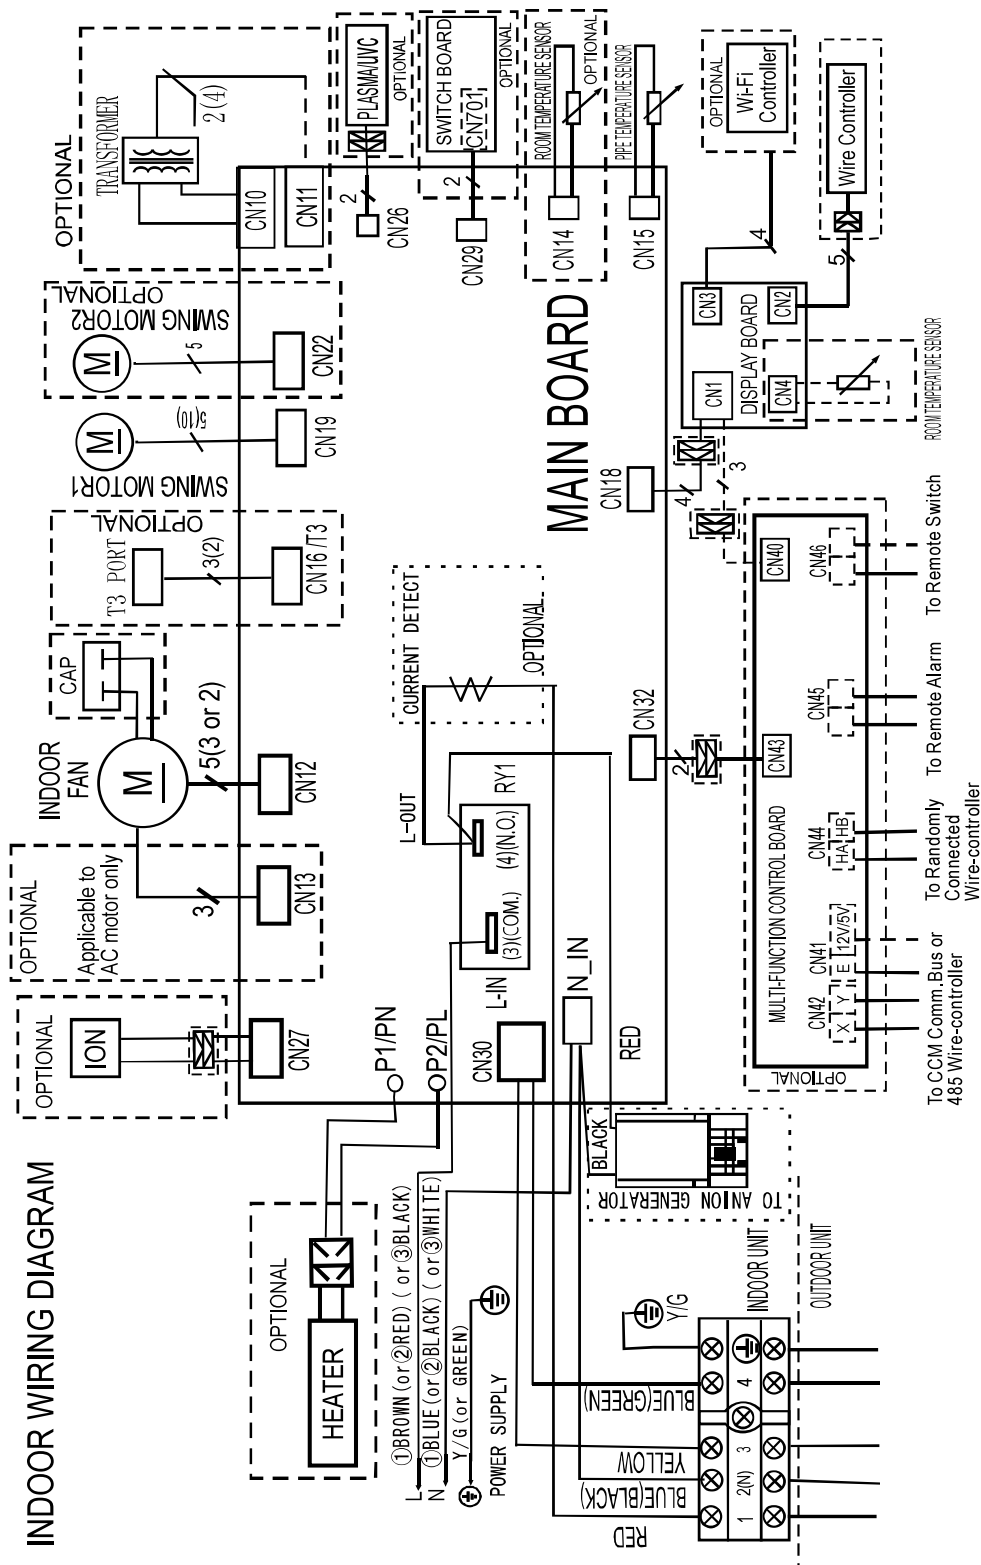 INDOOR WIRING DIAGRAM
OPTIONAL
ION
CN27
OPTIONAL
Applicable to
AC motor only
3
CN13
INDOOR
FAN
M
5(3 or 2)
CN12
CAP
T3 PORT
OPTIONAL
3(2)
CN16 /T3
SWING MOTOR1
M
5(10)
CN19
SWING MOTOR2
OPTIONAL
M
5
CN22
OPTIONAL
TRANSFORMER
2(4)
CN10
CN11
PLASMA/UVC
OPTIONAL
2
CN26
SWITCH BOARD
CN701
OPTIONAL
2
CN29
ROOM TEMPERATURE SENSOR
OPTIONAL
CN14
PIPE TEMPERATURE SENSOR
CN15
MAIN BOARD
OPTIONAL
HEATER
P1/PN
P2/PL
L
①BROWN(or②RED)(or③BLACK)
N
①BLUE(or②BLACK)(or③WHITE)
Y/G(or GREEN)
POWER SUPPLY
L-IN
(3)(COM.)
(4)(N.O.)
RY1
L-OUT
CURRENT DETECT
OPTIONAL
CN30
N_IN
RED
BLACK
TO ANION GENERATOR
CN32
2
CN18
4
3
OPTIONAL
Wi-Fi
Controller
4
Wire Controller
5
CN3
CN2
CN1
CN4
DISPLAY BOARD
ROOM TEMPERATURE SENSOR
CN43
CN40
MULTI-FUNCTION CONTROL BOARD
OPTIONAL
CN42
X
Y
CN41
E
12V/5V
CN44
HA
HB
CN45
CN46
To CCM Comm.Bus or
485 Wire-controller
To Randomly
Connected
Wire-controller
To Remote Alarm
To Remote Switch
RED
BLUE(BLACK)
YELLOW
BLUE(GREEN)
Y/G
1
2(N)
3
4
INDOOR UNIT
OUTDOOR UNIT